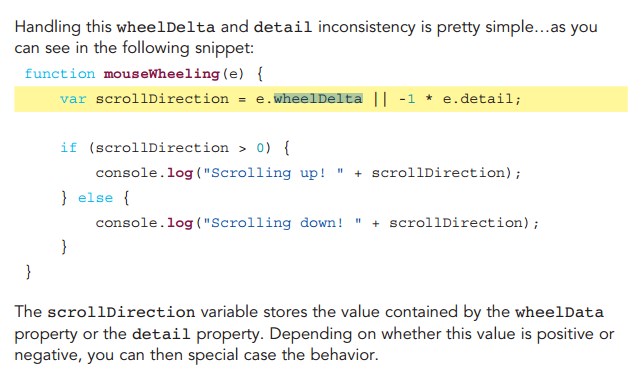 Handling this wheelDelta and detail inconsistency is pretty simple...as you
can see in the following snippet:
function mouseWheeling(e) {
var scrollDirection = e.wheelDelta || -1 * e.detail;
if (scrollDirection > 0) {
console.log("Scrolling up! " + scrollDirection);
} else {
console.log("Scrolling down! " + scrollDirection);
}
}
The scrollDirection variable stores the value contained by the wheelData
property or the detail property. Depending on whether this value is positive or
negative, you can then special case the behavior.